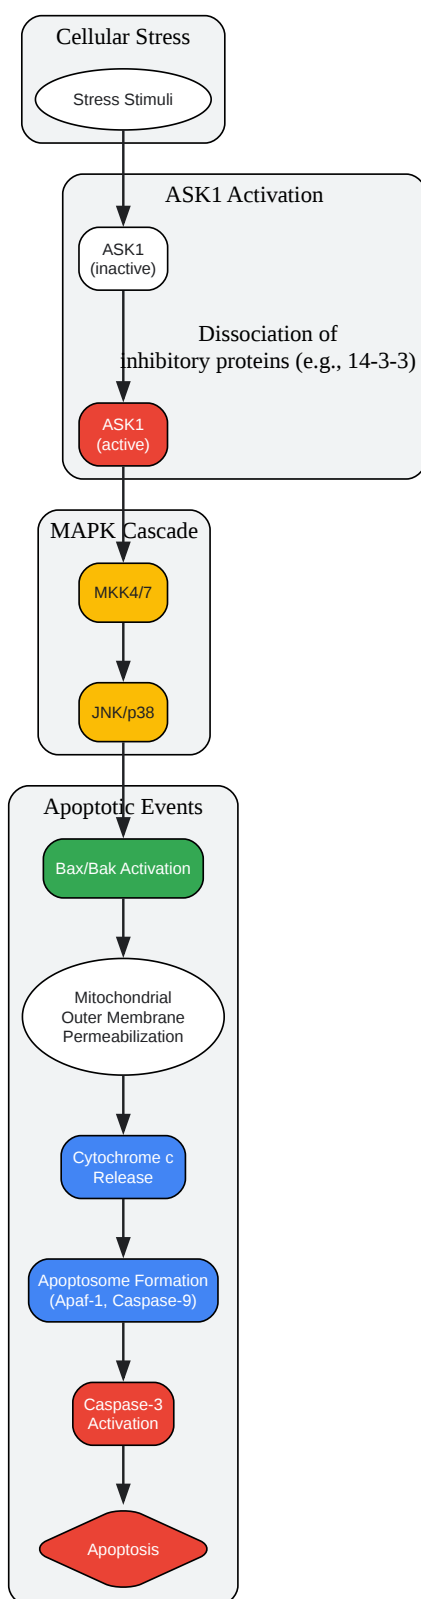 Cellular Stress
Stress Stimuli
ASK1 Activation
ASK1
(inactive)
Dissociation of
inhibitory proteins (e.g., 14-3-3)
ASK1
(active)
MAPK Cascade
MKK4/7
JNK/p38
Apoptotic Events
Bax/Bak Activation
Mitochondrial
Outer Membrane
Permeabilization
Cytochrome c
Release
Apoptosome Formation
(Apaf-1, Caspase-9)
Caspase-3
Activation
Apoptosis